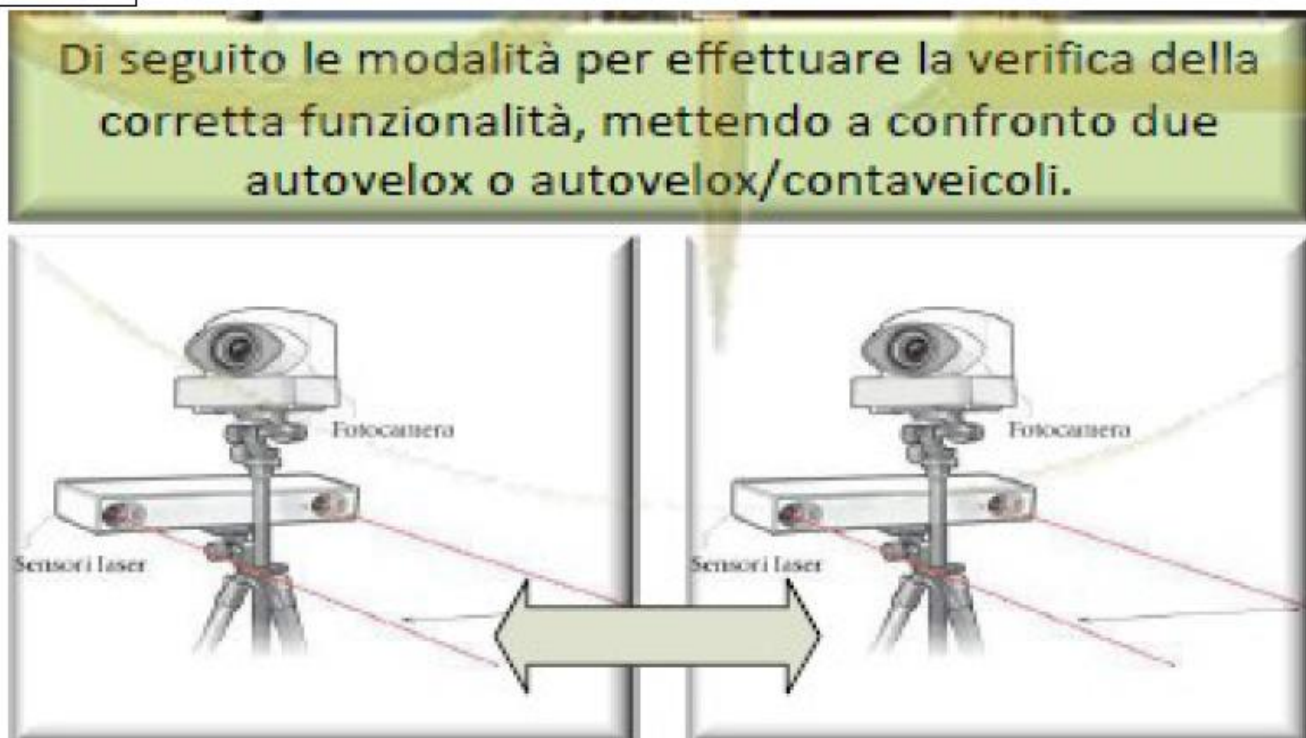 Di seguito le modalità per effettuare la verifica della
corretta funzionalità, mettendo a confronto due
autovelox o autovelox/contaveicoli.
Fotocamera
Sensori laser
Fotocamera
Sensori laser